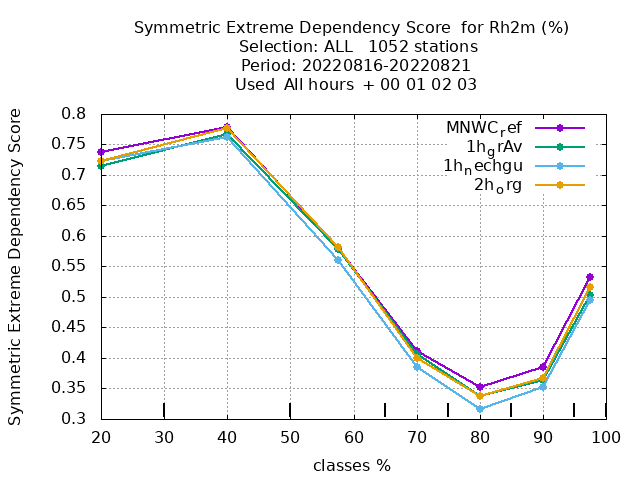 Symmetric Extreme Dependency Score  for Rh2m (%)
Selection: ALL   1052 stations
Period: 20220816-20220821
Used  All hours  + 00 01 02 03
Symmetric Extreme Dependency Score
0.8
0.75
0.7
0.65
0.6
0.55
0.5
0.45
0.4
0.35
0.3
MNWC_ref
1h_grAv
1h_nechgu
2h_org
20 30 40 50 60 70 80 90 100
classes %